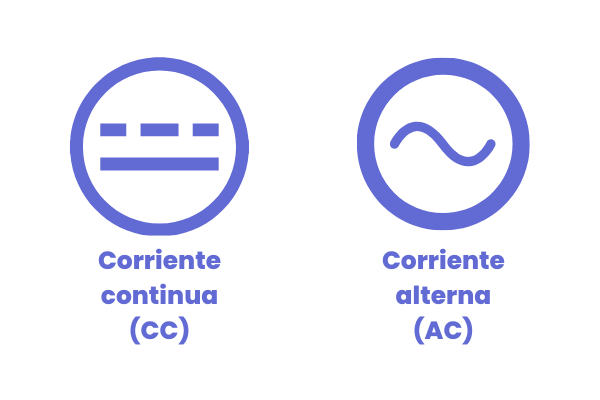 Corriente
continua
(CC)
Corriente
alterna
(AC)